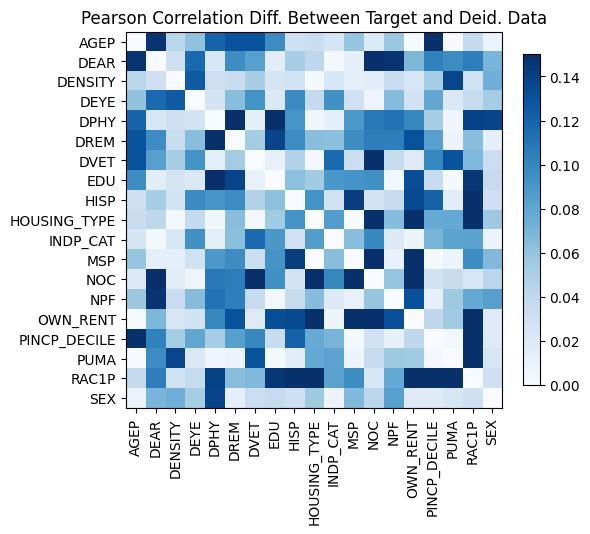 Pearson Correlation Diff. Between Target and Deid. Data
AGEP
DEAR
DENSITY
DEYE
DPHY
DREM
DVET
EDU
HISP
HOUSING_TYPE
INDP_CAT
MSP
NOC
NPF
OWN_RENT
PINCP_DECILE
PUMA
RAC1P
SEX
0.14
0.12
0.10
0.08
0.06
0.04
0.02
0.00
AGEP
DEAR
DENSITY
DEYE
DPHY
DREM
DVET
EDU
HISP
HOUSING_TYPE
INDP_CAT
MSP
NOC
NPF
OWN_RENT
PINCP_DECILE
PUMA
RAC1P
SEX